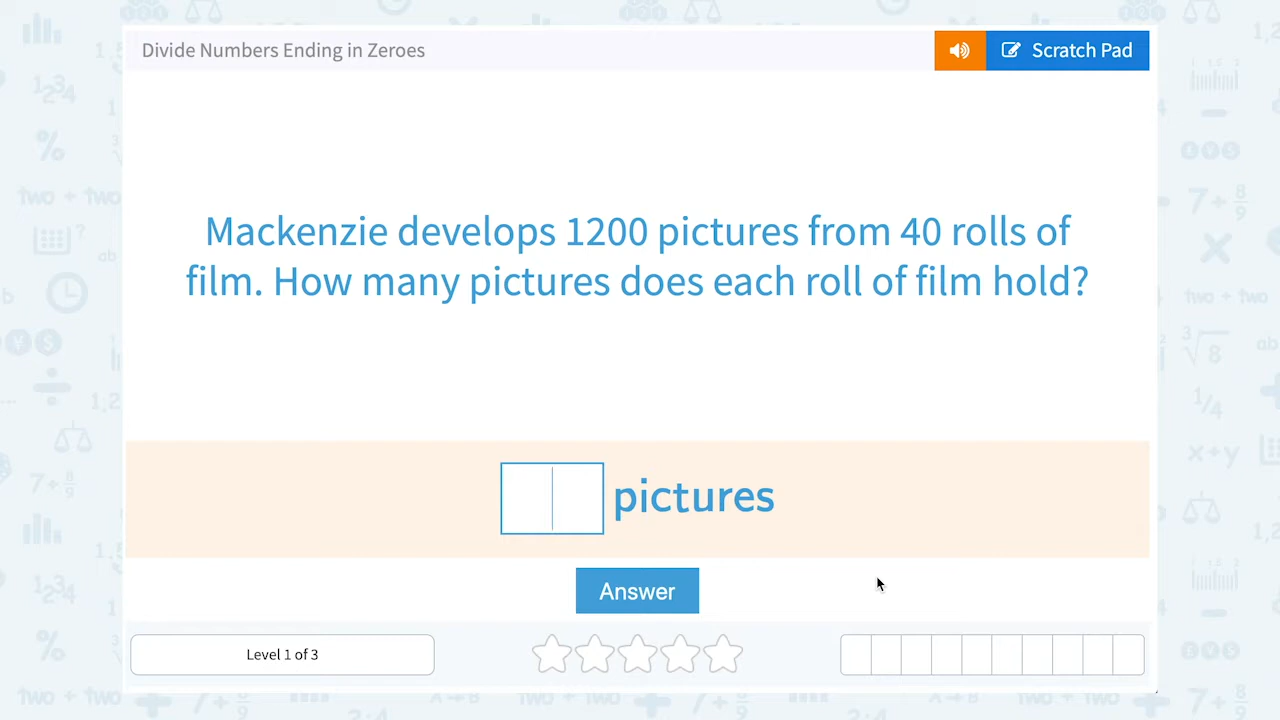 Divide Numbers Ending in Zeroes
Scratch Pad
Mackenzie develops 1200 pictures from 40 rolls of
film. How many pictures does each roll of film hold?
pictures
Answer
Level 1 of 3